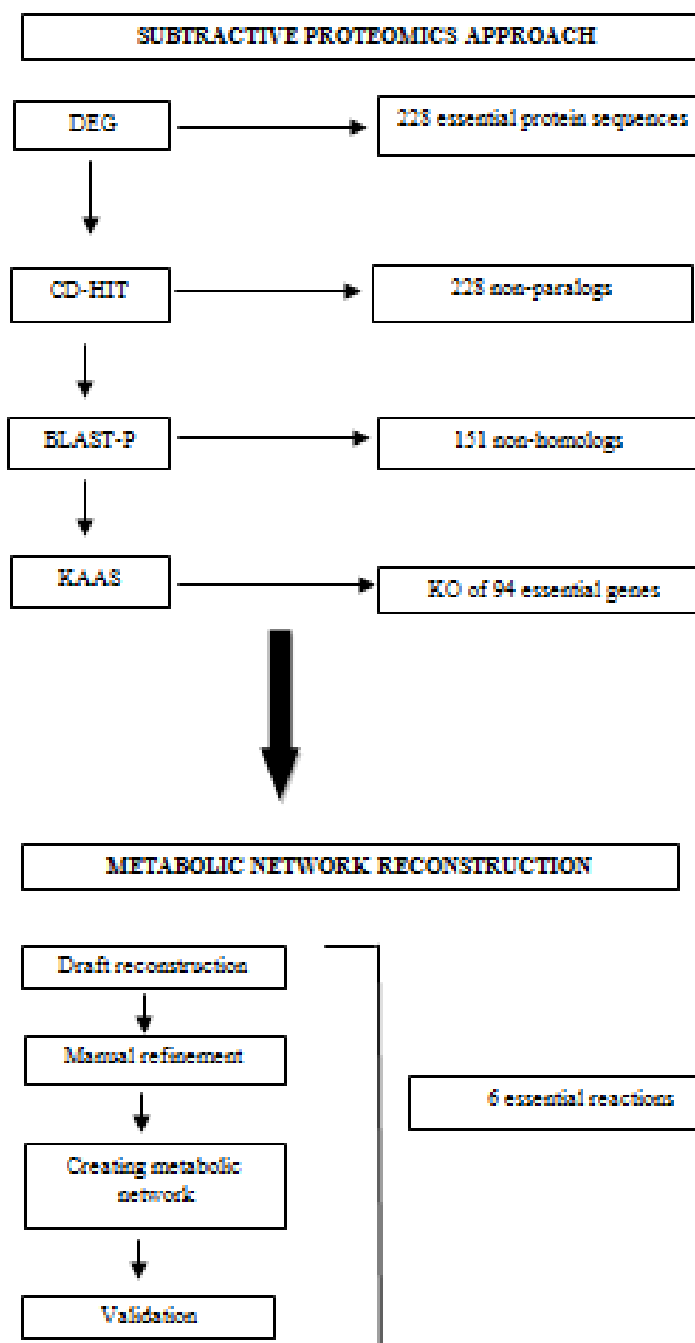 SUBTRACTIVE PROTEOMICS APPROACH
DEG
228 essential protein sequences
CD-HIT
228 non-paralogs
BLAST-P
151 non-homologs
KAAS
KO of 94 essential genes
METABOLIC NETWORK RECONSTRUCTION
Draft reconstruction
Manual refinement
6 essential reactions
Creating metabolic
network
Validation